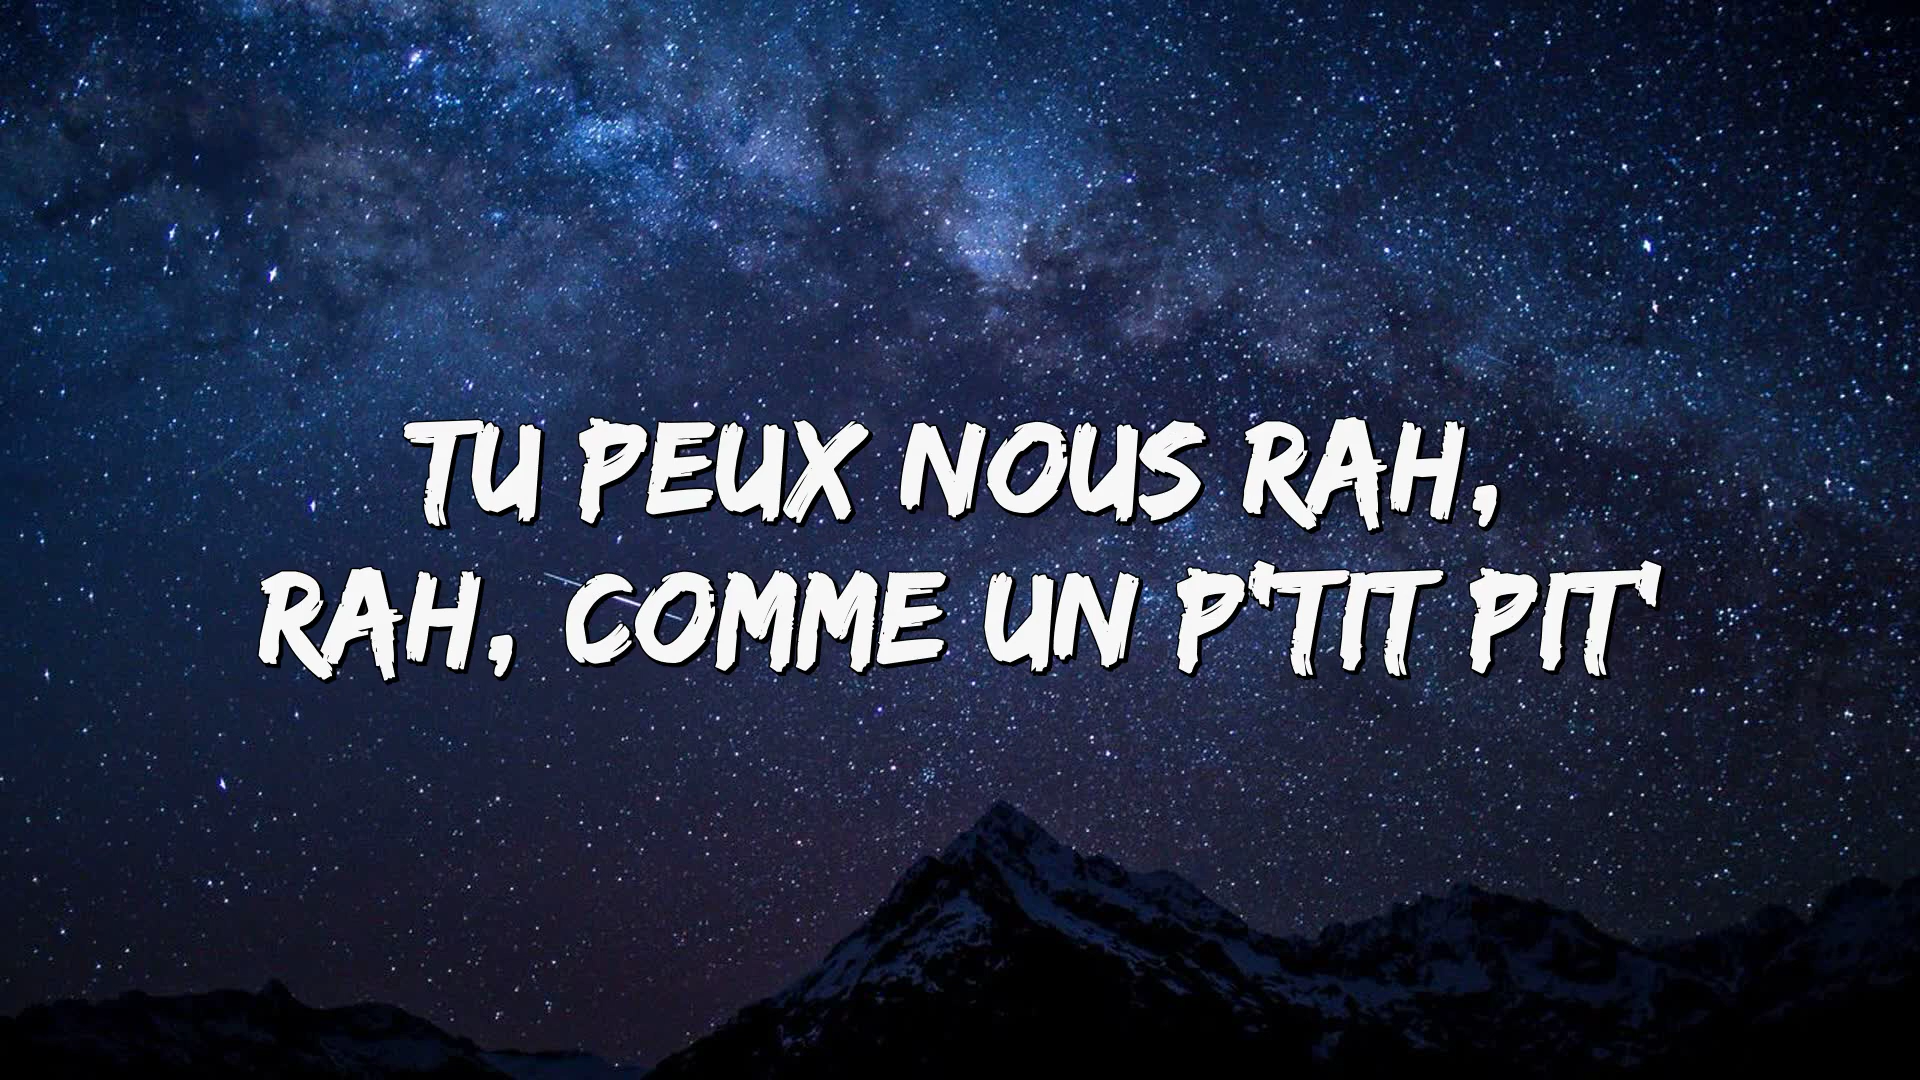 TU PEUX NOUS RAH,
RAH, COMME UN P'TIT PIT'